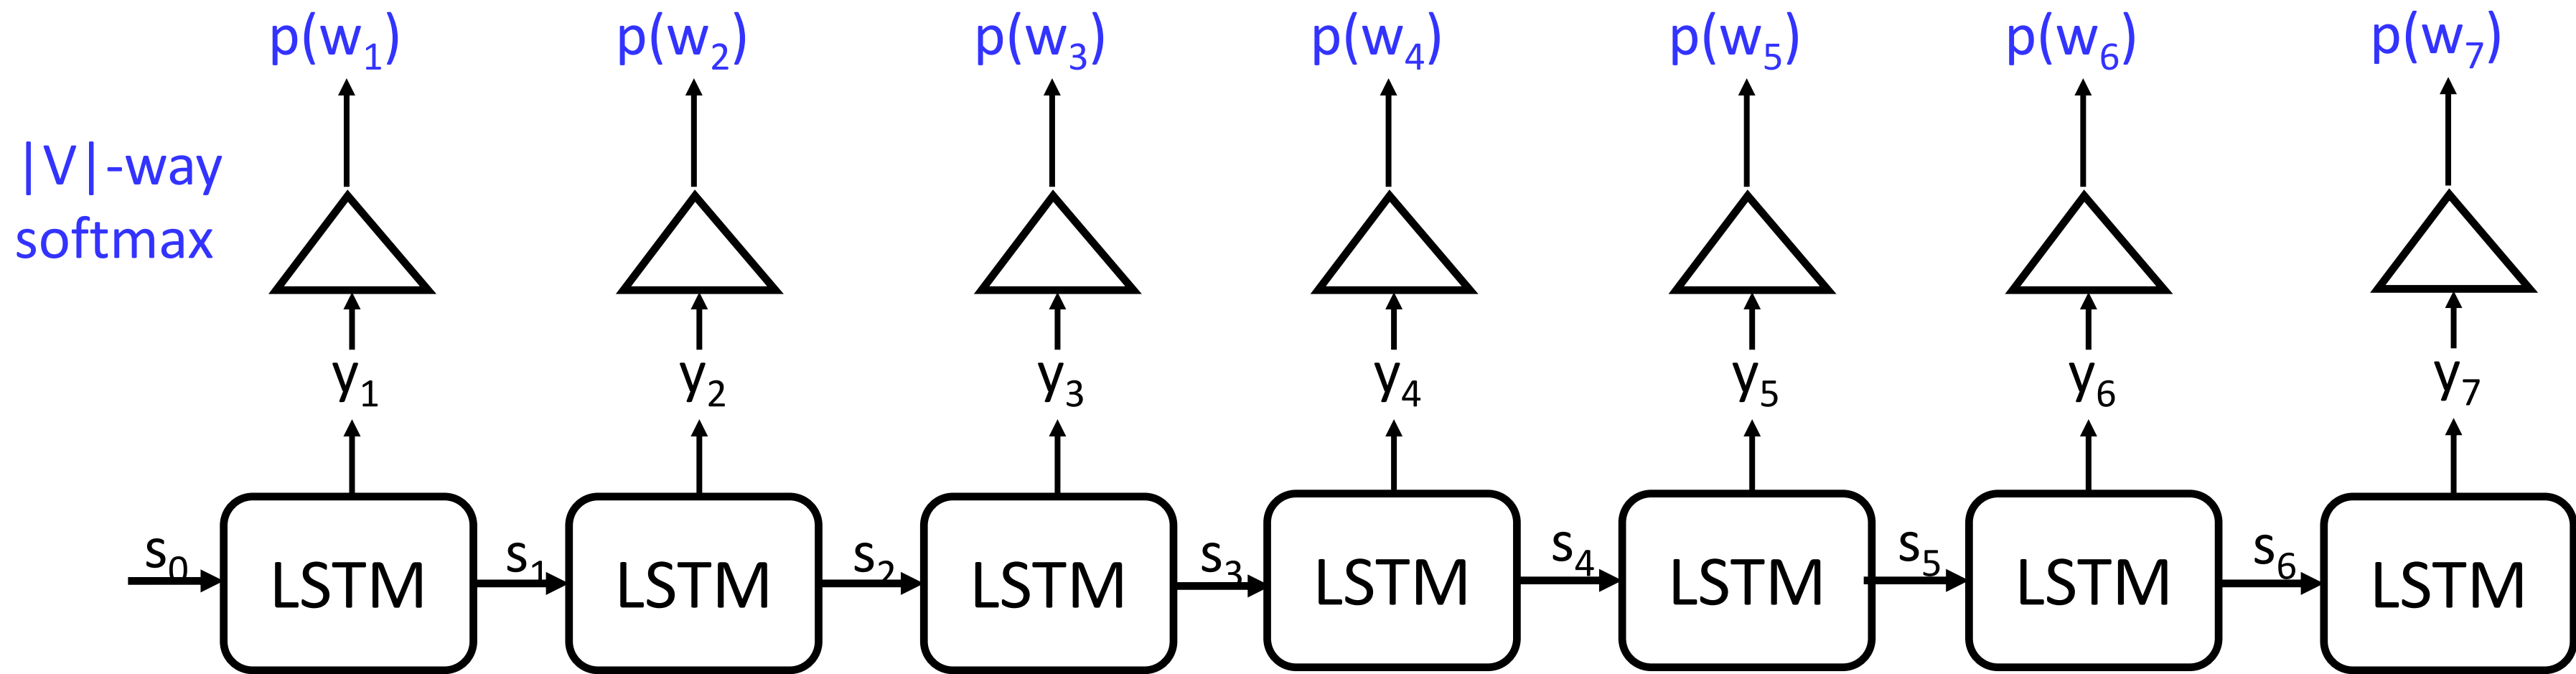 p(w₁) p(w₂) p(w₃) p(w₄) p(w₅) p(w₆) p(w₇)
|V|-way
softmax
y₁ y₂ y₃ y₄ y₅ y₆ y₇
s₀ s₁ s₂ s₃ s₄ s₅ s₆
LSTM LSTM LSTM LSTM LSTM LSTM LSTM